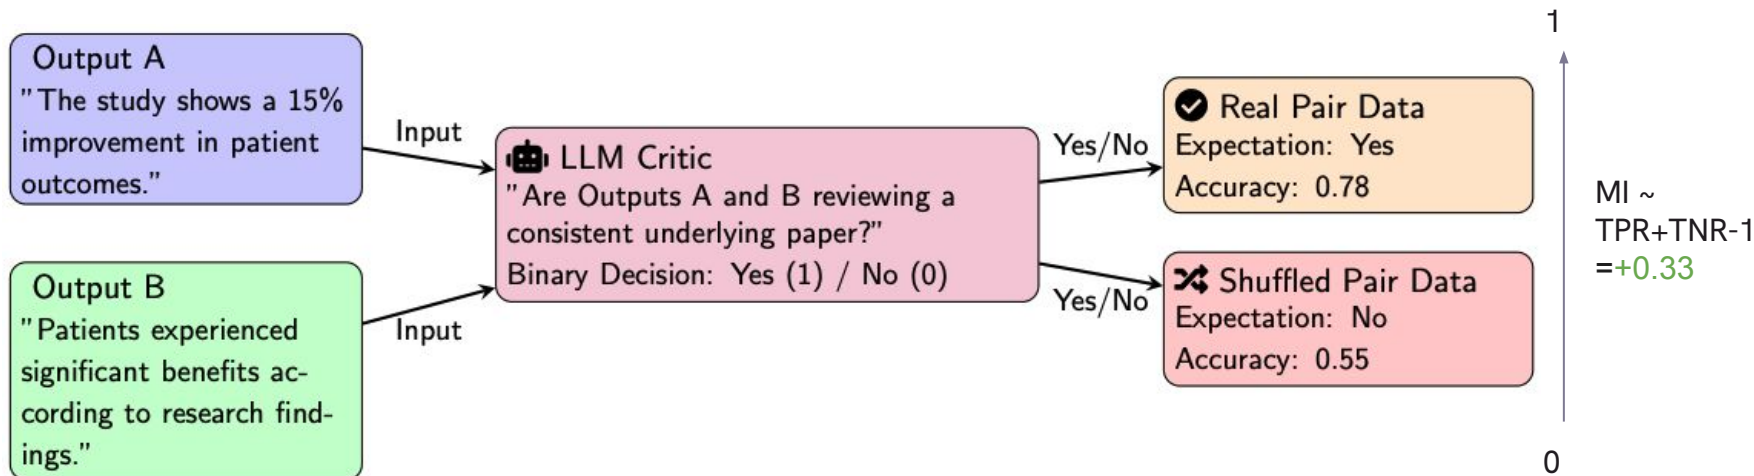 Output A
"The study shows a 15%
improvement in patient
outcomes."
Output B
"Patients experienced
significant benefits ac-
cording to research find-
ings."
Input
Input
LLM Critic
"Are Outputs A and B reviewing a
consistent underlying paper?"
Binary Decision: Yes (1) / No (0)
Yes/No
Yes/No
Real Pair Data
Expectation: Yes
Accuracy: 0.78
Shuffled Pair Data
Expectation: No
Accuracy: 0.55
1
0
MI ~
TPR+TNR-1
=+0.33